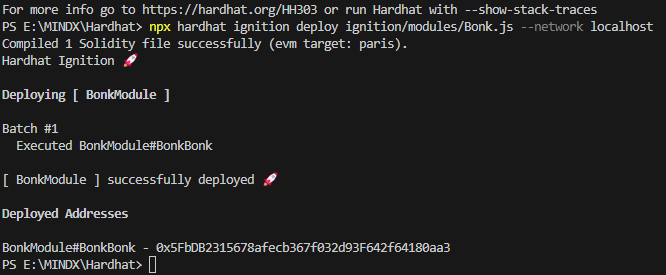 For more info go to https://hardhat.org/HH303 or run Hardhat with --show-stack-traces
PS E:\MINDX\Hardhat> npx hardhat ignition deploy ignition/modules/Bonk.js --network localhost
Compiled 1 Solidity file successfully (evm target: paris).
Hardhat Ignition 🚀
Deploying [ BonkModule ]
Batch #1
  Executed BonkModule#BonkBonk
[ BonkModule ] successfully deployed 🚀
Deployed Addresses
BonkModule#BonkBonk - 0x5FbDB2315678afecb367f032d93F642f64180aa3
PS E:\MINDX\Hardhat>